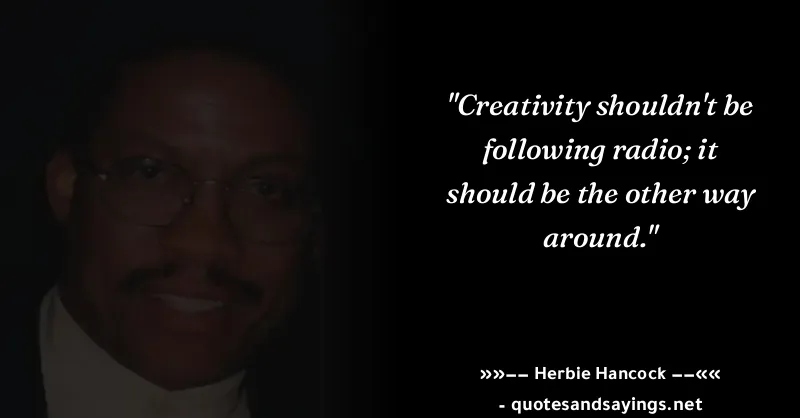 "Creativity shouldn't be
following radio; it
should be the other way
around."
»»−− Herbie Hancock −−««
- quotesandsayings.net